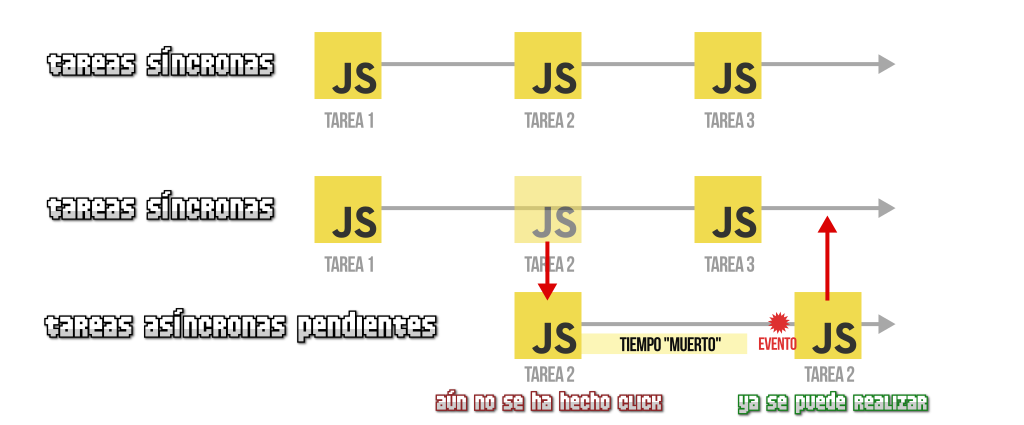 tareas síncronas
JS JS JS
TAREA 1 TAREA 2 TAREA 3
tareas síncronas
JS JS JS
TAREA 1 TAREA 2 TAREA 3
tareas asíncronas pendientes
JS JS
TIEMPO "MUERTO" EVENTO
TAREA 2 TAREA 2
aún no se ha hecho CLICK
ya se puede REALIZAR